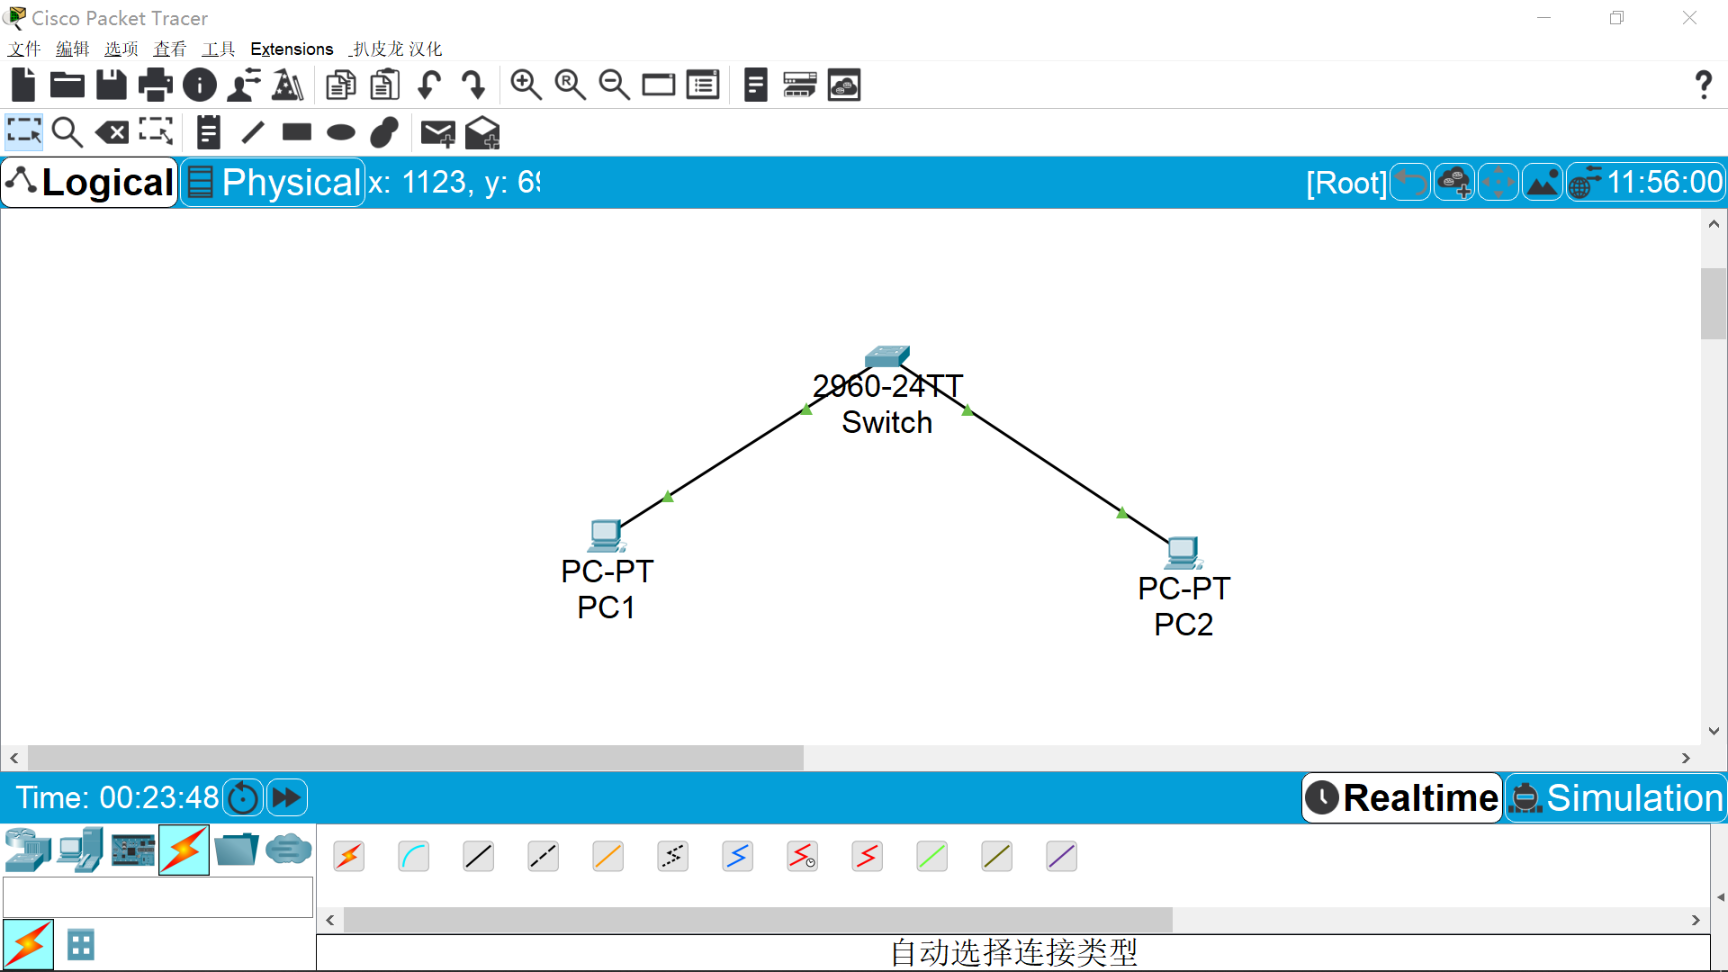 Cisco Packet Tracer
文件 编辑 选项 查看 工具 Extensions _扒皮龙 汉化
Logical Physical x: 1123, y: 69 [Root] 11:56:00
2960-24TT
Switch
PC-PT
PC1
PC-PT
PC2
Time: 00:23:48 Realtime Simulation
自动选择连接类型